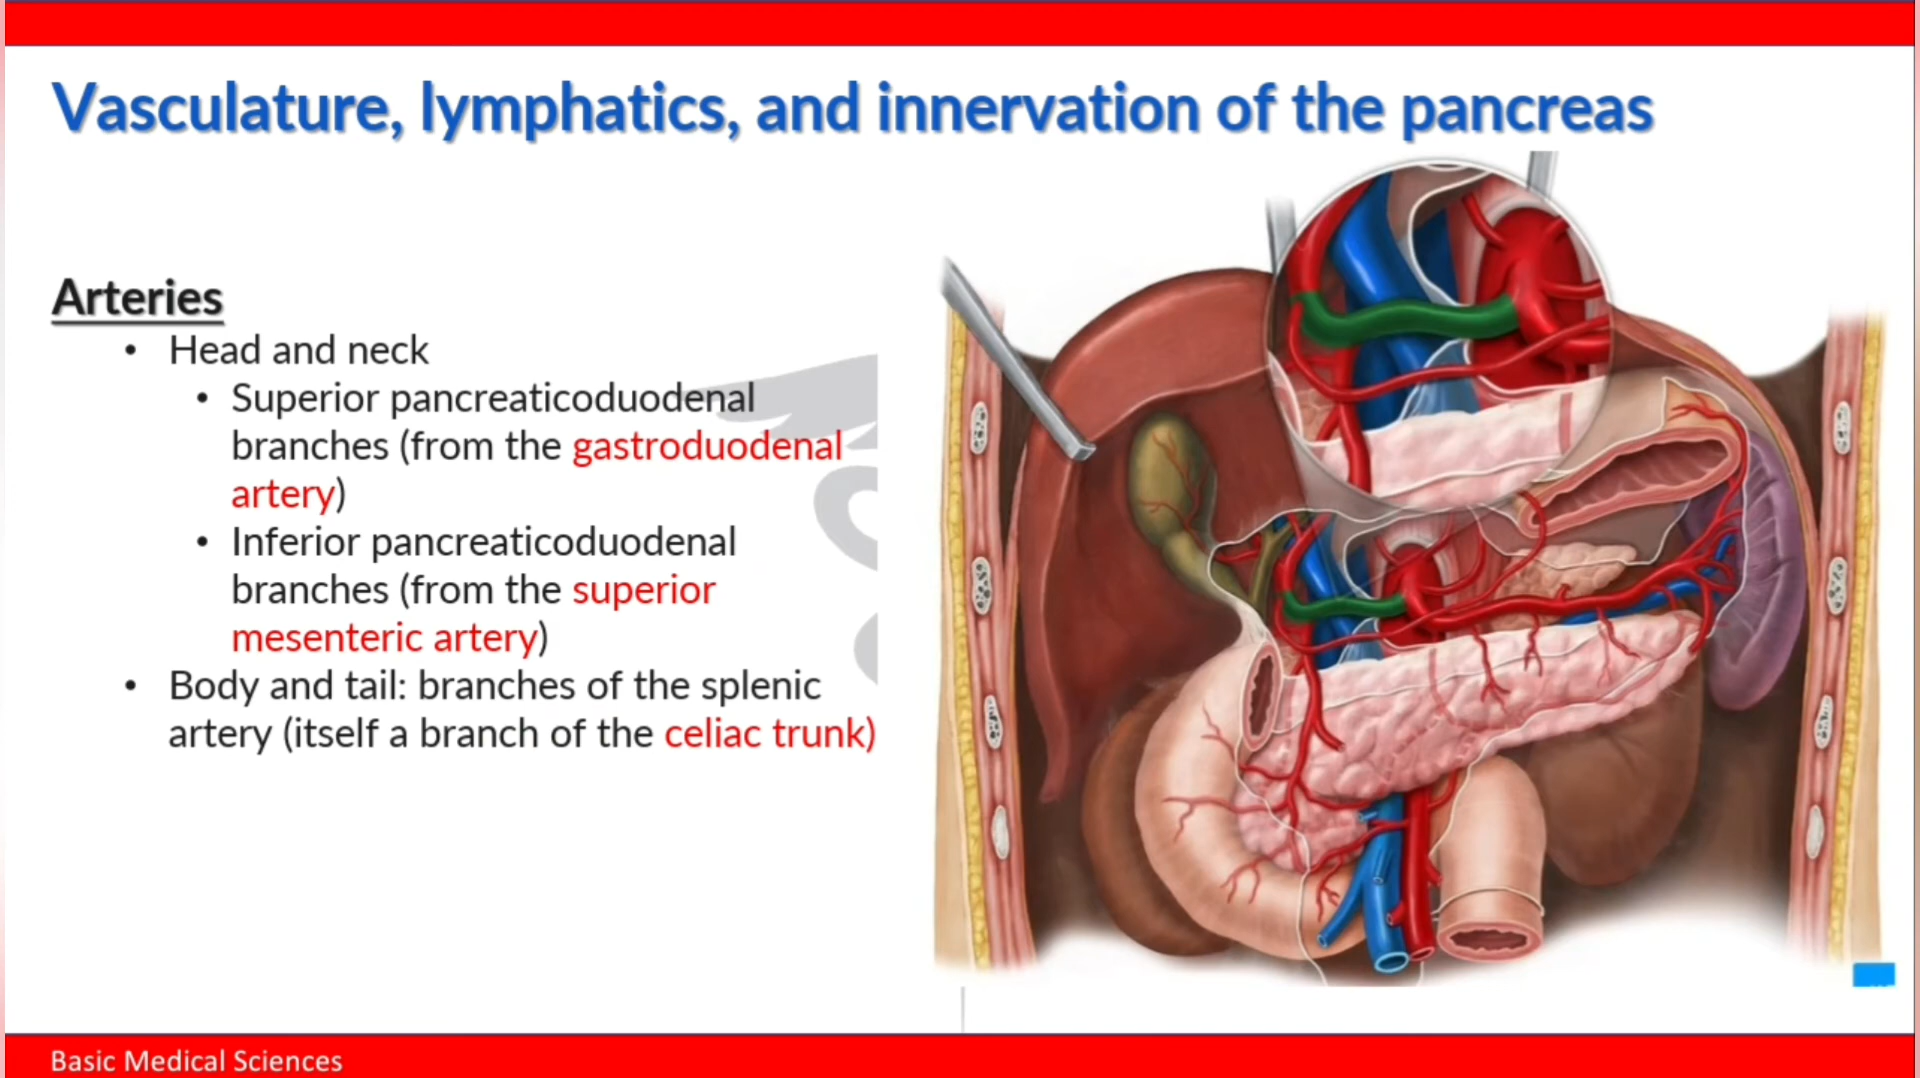 Vasculature, lymphatics, and innervation of the pancreas
Arteries
• Head and neck
• Superior pancreaticoduodenal
branches (from the gastroduodenal
artery)
• Inferior pancreaticoduodenal
branches (from the superior
mesenteric artery)
• Body and tail: branches of the splenic
artery (itself a branch of the celiac trunk)
Basic Medical Sciences